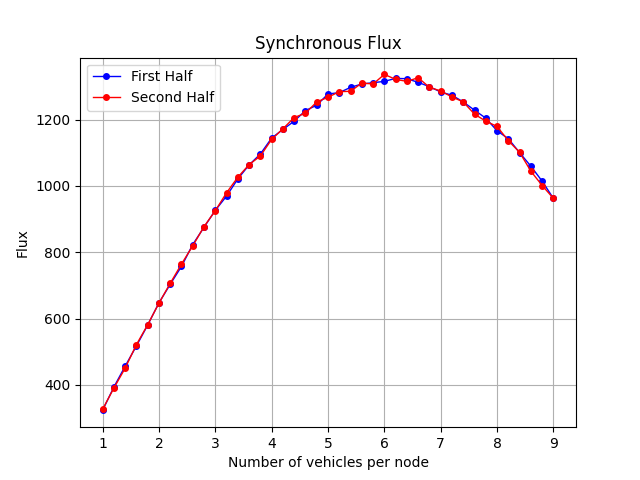 Synchronous Flux
First Half
Second Half
Flux
1200
1000
800
600
400
1 2 3 4 5 6 7 8 9
Number of vehicles per node